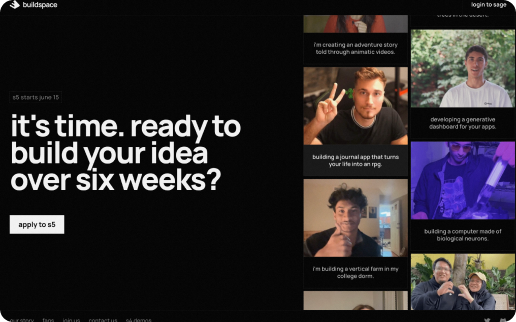 buildspace
login to sage
s5 starts june 15
it's time. ready to
build your idea
over six weeks?
apply to s5
i'm creating an adventure story
told through animatic videos.
building a journal app that turns
your life into an rpg.
i'm building a vertical farm in my
college dorm.
trees in the desert.
developing a generative
dashboard for your apps.
building a computer made of
biological neurons.
our story fans join us contact us s4 demos